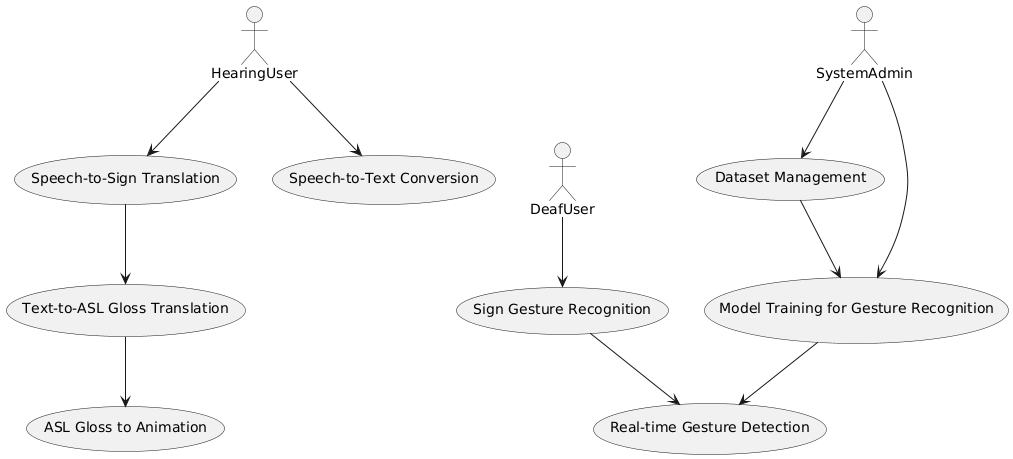 HearingUser
SystemAdmin
Speech-to-Sign Translation
Speech-to-Text Conversion
Dataset Management
DeafUser
Text-to-ASL Gloss Translation
Sign Gesture Recognition
Model Training for Gesture Recognition
ASL Gloss to Animation
Real-time Gesture Detection